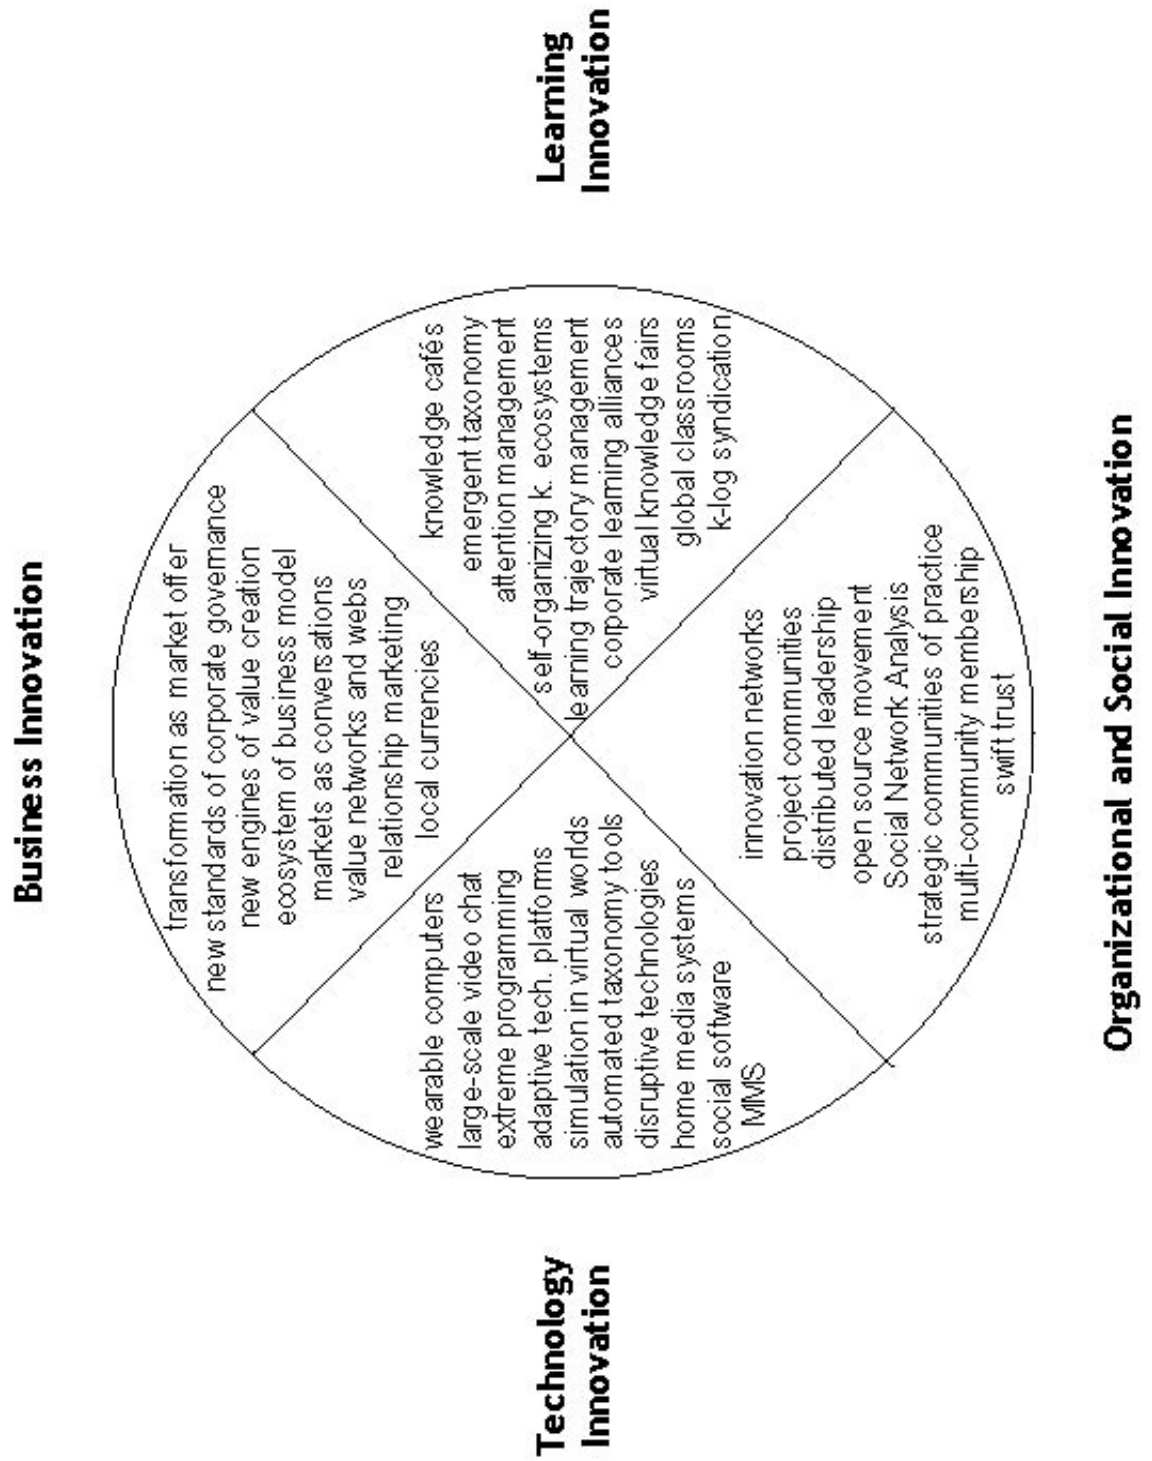 Business Innovation
transformation as market offer
new standards of corporate governance
new engines of value creation
ecosystem of business model
markets as conversations
value networks and webs
relationship marketing
local currencies
Technology
Innovation
wearable computers
large-scale video chat
extreme programming
adaptive tech. platforms
simulation in virtual worlds
automated taxonomy tools
disruptive technologies
home media systems
social software
MMS
knowledge cafés
emergent taxonomy
attention management
self-organizing k. ecosystems
learning trajectory management
corporate learning alliances
virtual knowledge fairs
global classrooms
k-log syndication
Learning
Innovation
innovation networks
project communities
distributed leadership
open source movement
Social Network Analysis
strategic communities of practice
multi-community membership
swift trust
Organizational and Social Innovation